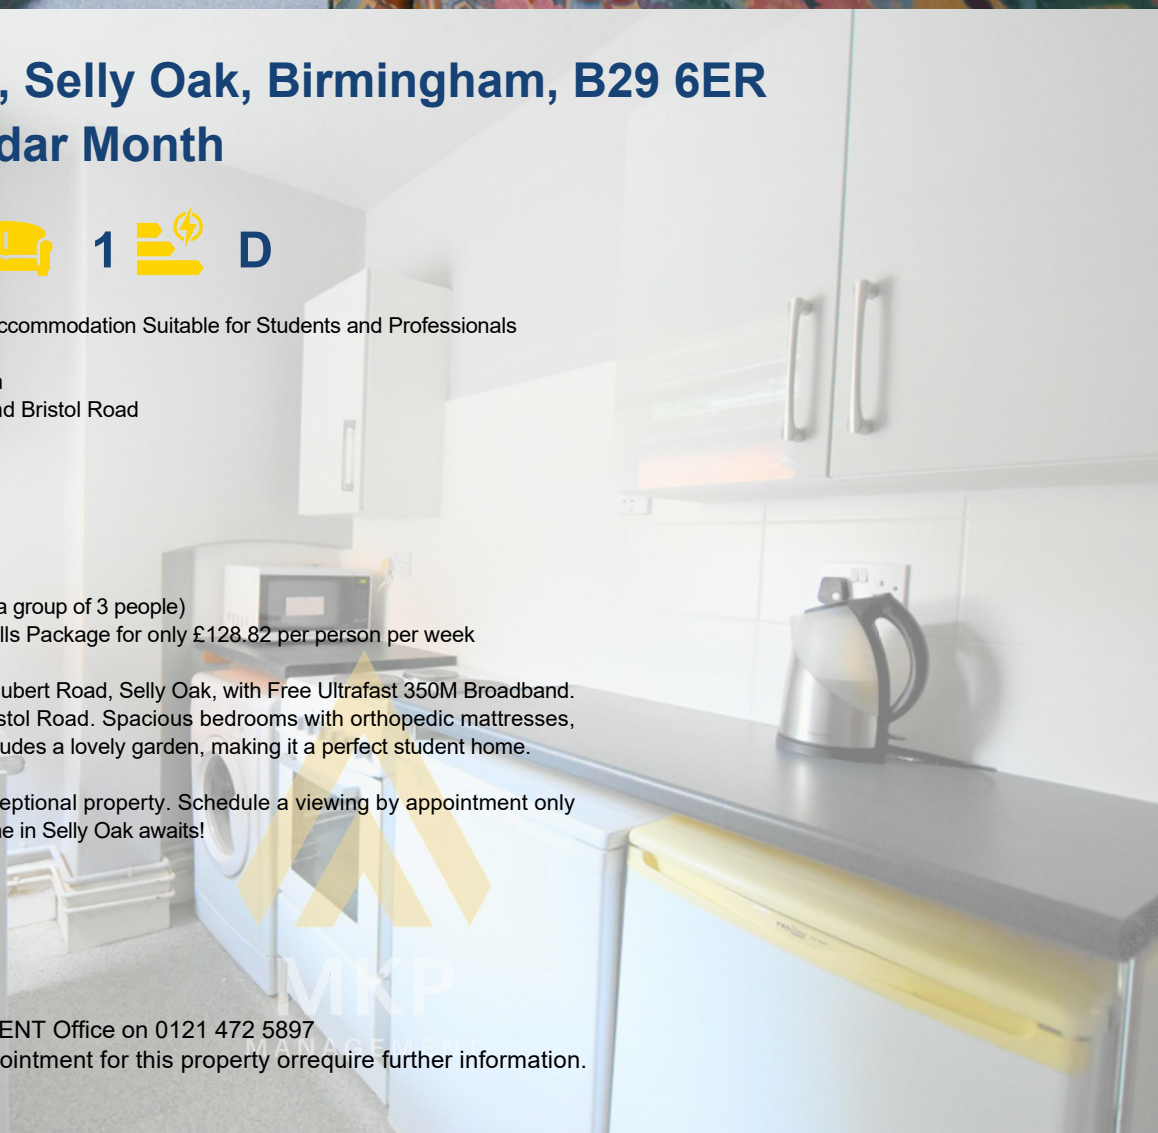 , Selly Oak, Birmingham, B29 6ER
dar Month
1 D
ccommodation Suitable for Students and Professionals
n
nd Bristol Road
a group of 3 people)
lls Package for only £128.82 per person per week
ubert Road, Selly Oak, with Free Ultrafast 350M Broadband.
stol Road. Spacious bedrooms with orthopedic mattresses,
udes a lovely garden, making it a perfect student home.
eptional property. Schedule a viewing by appointment only
ne in Selly Oak awaits!
MKP
MANAGEMENT
ENT Office on 0121 472 5897
ointment for this property orrequire further information.